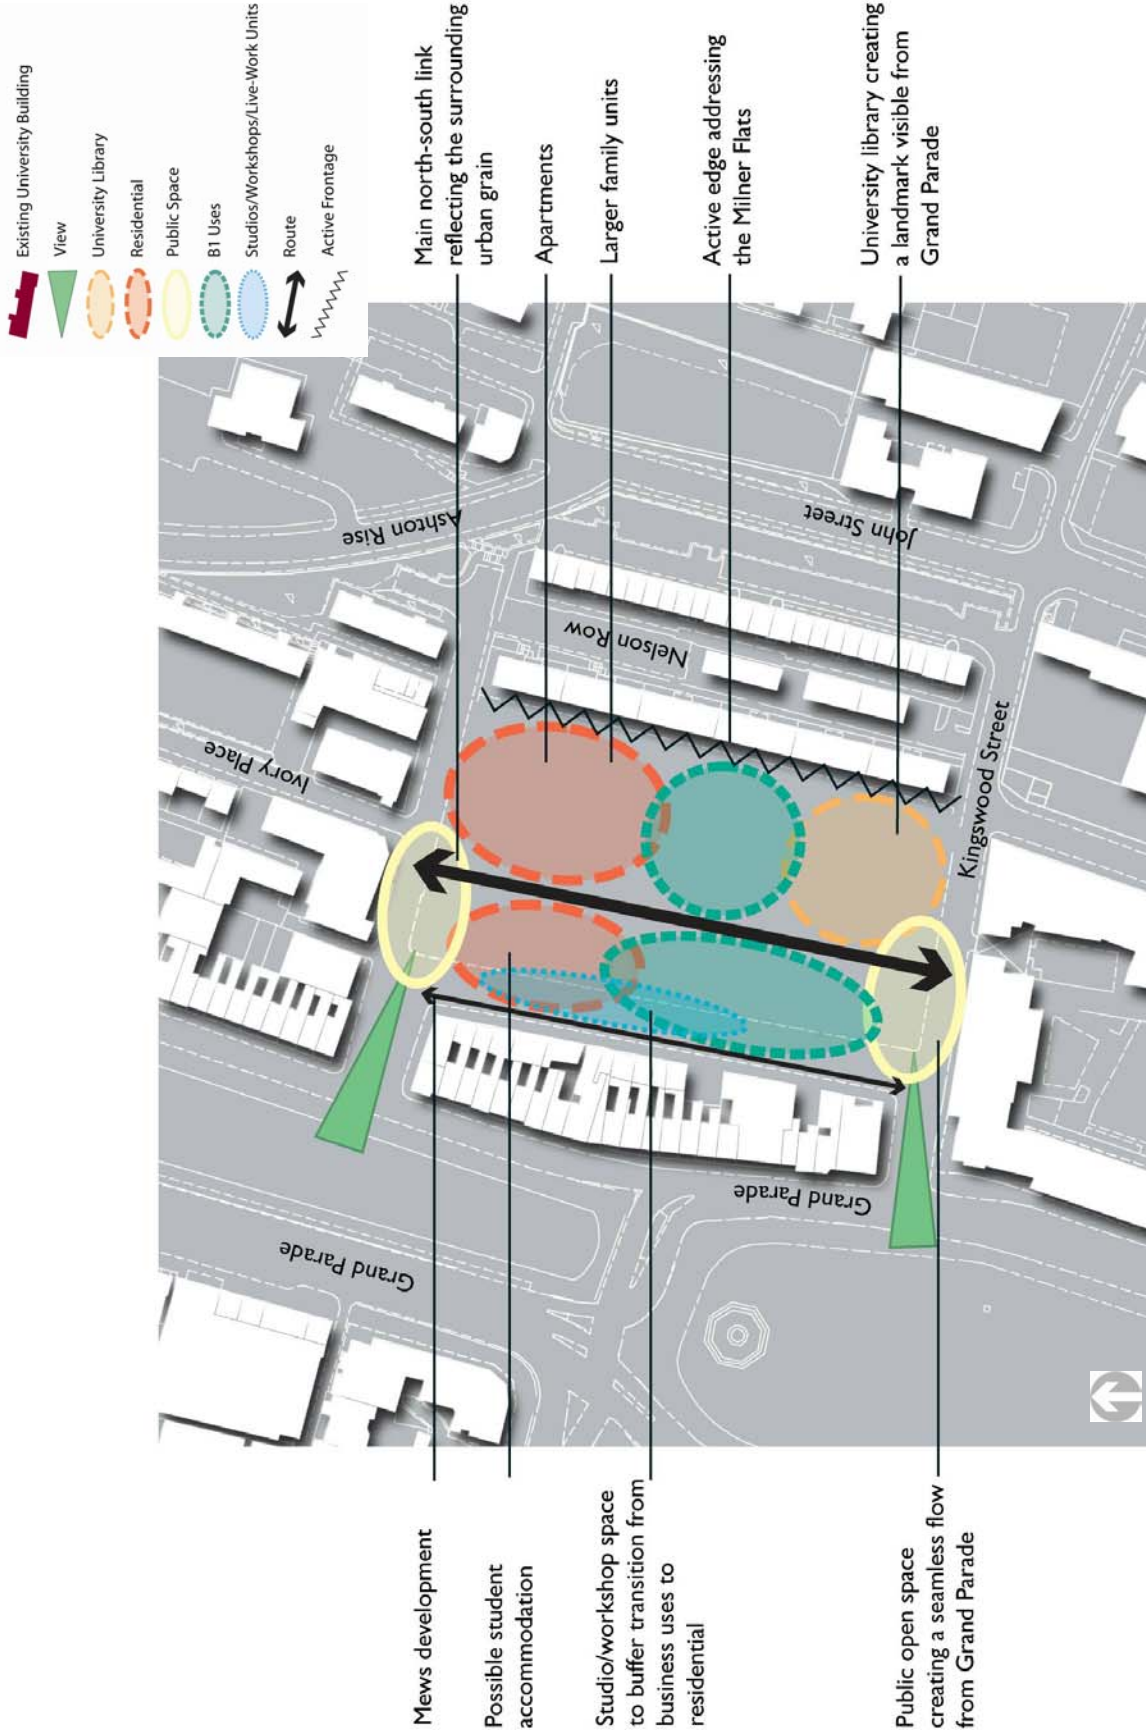 Existing University Building
View
University Library
Residential
Public Space
B1 Uses
Studios/Workshops/Live-Work Units
Route
Active Frontage
Main north-south link
reflecting the surrounding
urban grain
Apartments
Larger family units
Active edge addressing
the Milner Flats
University library creating
a landmark visible from
Grand Parade
Ashton Rise
John Street
Nelson Row
Ivory Place
Kingswood Street
Grand Parade
Grand Parade
Mews development
Possible student
accommodation
Studio/workshop space
to buffer transition from
business uses to
residential
Public open space
creating a seamless flow
from Grand Parade